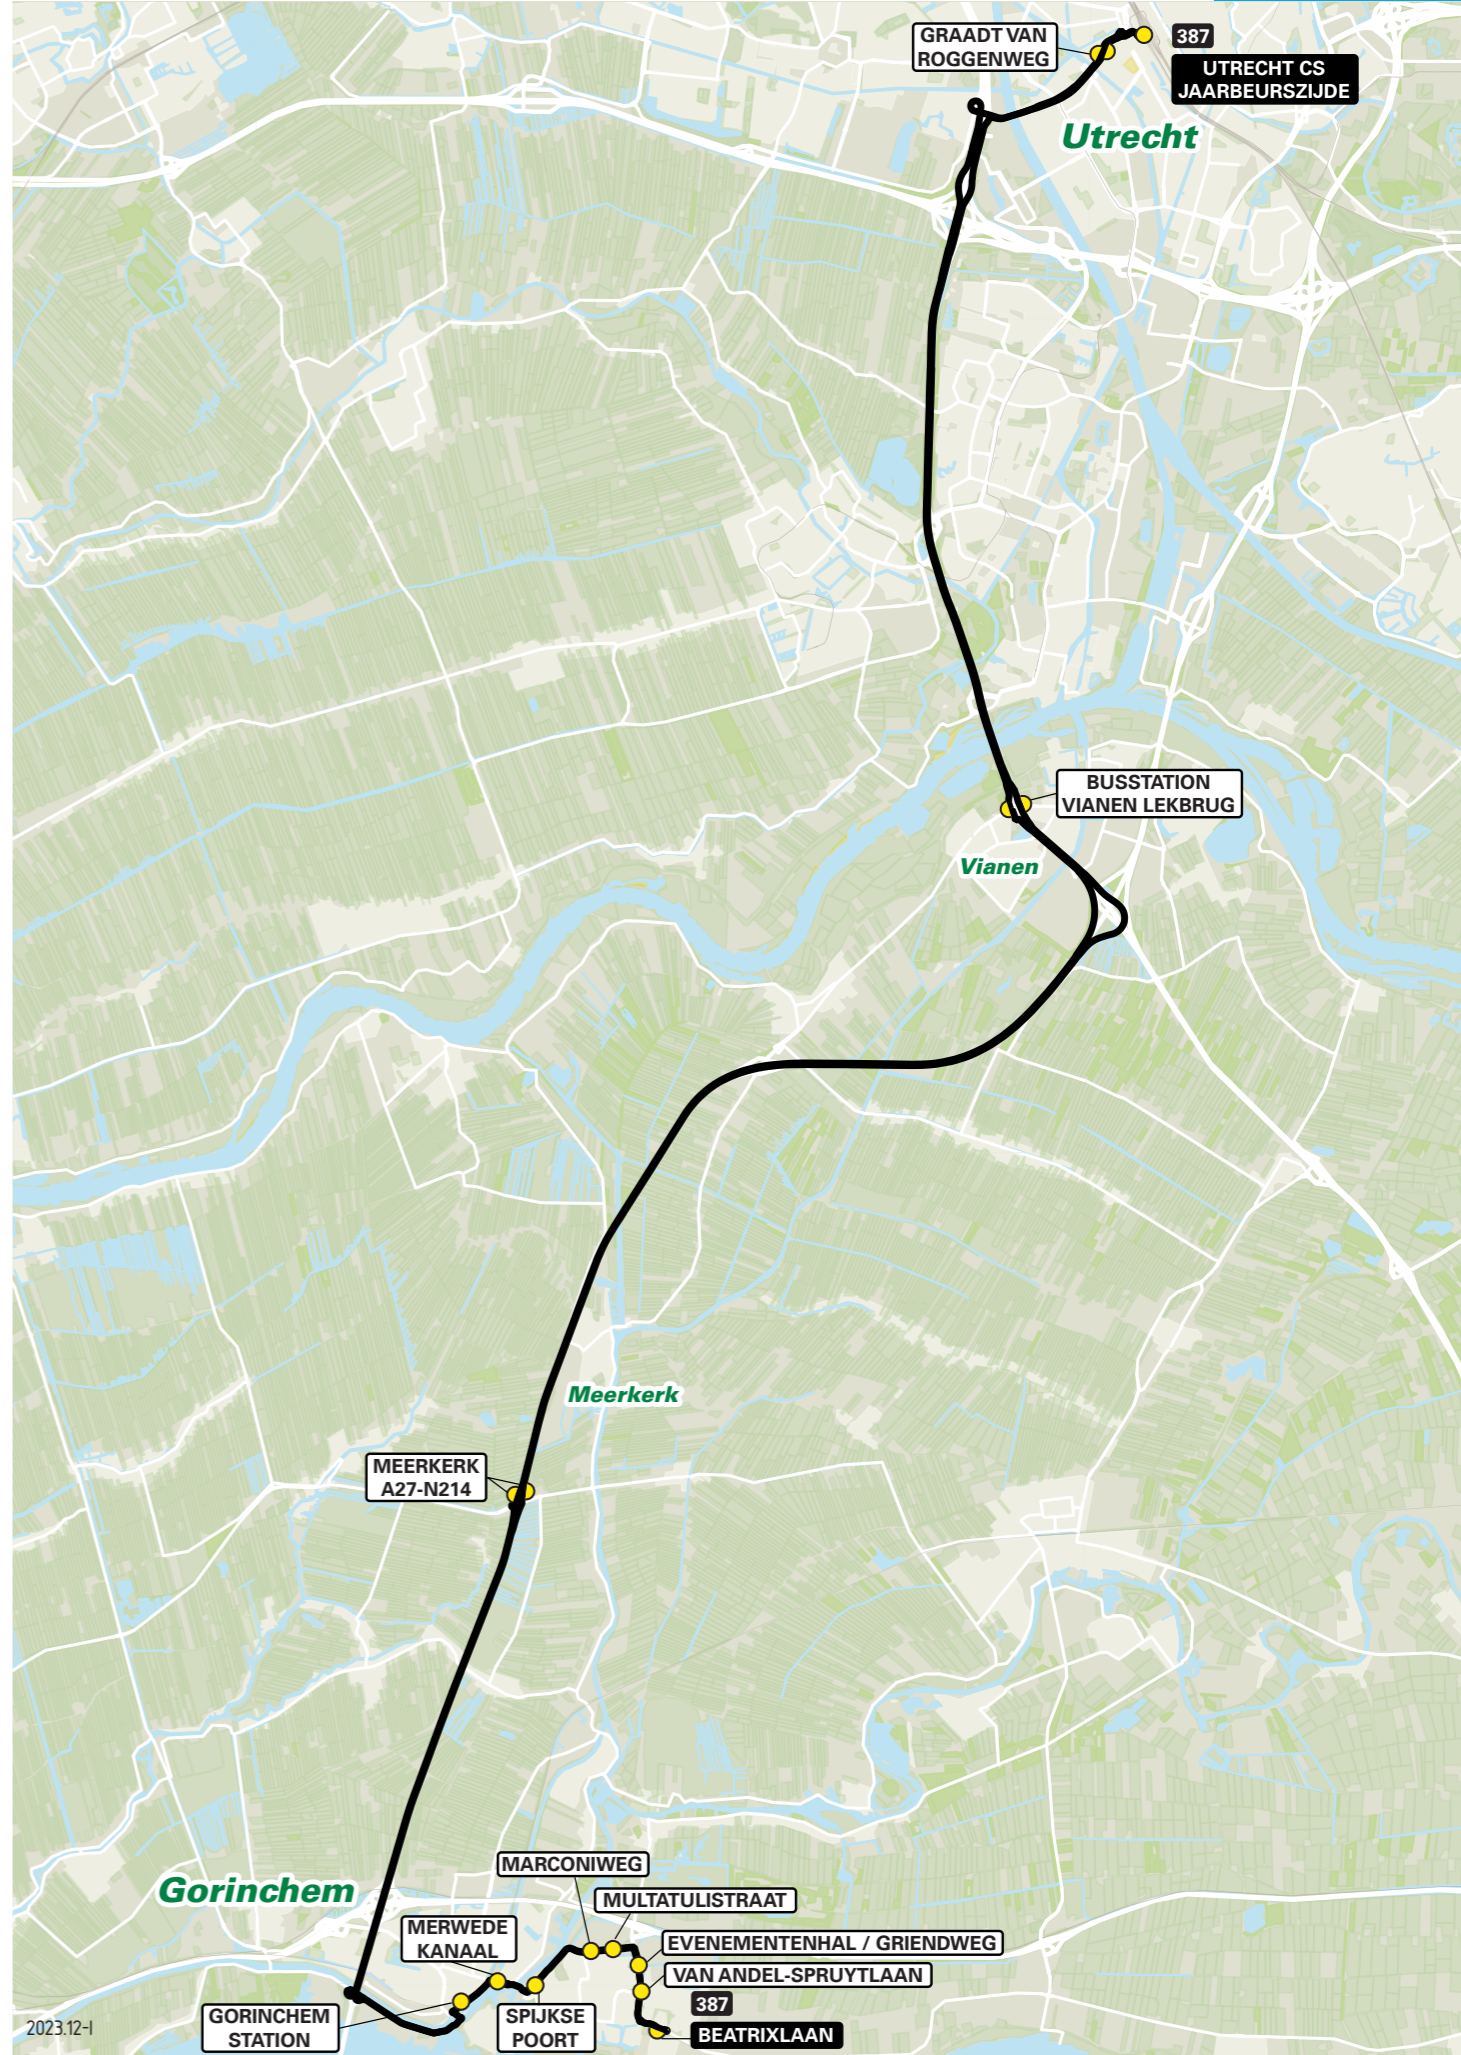 GRAADT VAN
ROGGENWEG
387
UTRECHT CS
JAARBEURSZIJDE
Utrecht
BUSSTATION
VIANEN LEKBRUG
Vianen
Meerkerk
MEERKERK
A27-N214
MARCONIWEG
Gorinchem
MULTATULISTRAAT
MERWEDE
KANAAL
EVENEMENTENHAL / GRIENDWEG
VAN ANDEL-SPRUYTLAAN
387
GORINCHEM
STATION
SPIJKSE
POORT
BEATRIXLAAN
2023.12-I